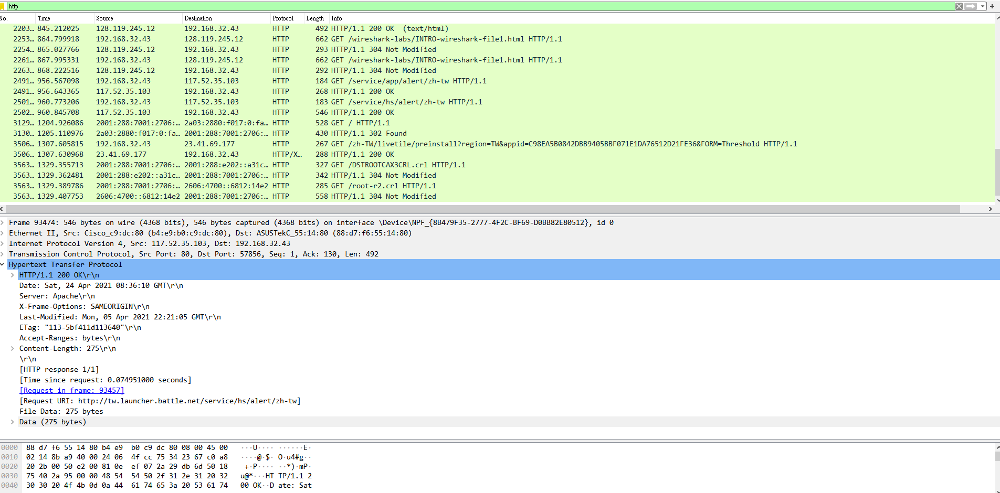 http
No. Time Source Destination Protocol Length Info
2203… 845.212025 128.119.245.12 192.168.32.43 HTTP 492 HTTP/1.1 200 OK  (text/html)
2253… 864.799918 192.168.32.43 128.119.245.12 HTTP 662 GET /wireshark-labs/INTRO-wireshark-file1.html HTTP/1.1
2254… 865.027766 128.119.245.12 192.168.32.43 HTTP 293 HTTP/1.1 304 Not Modified
2261… 867.995331 192.168.32.43 128.119.245.12 HTTP 662 GET /wireshark-labs/INTRO-wireshark-file1.html HTTP/1.1
2263… 868.222516 128.119.245.12 192.168.32.43 HTTP 292 HTTP/1.1 304 Not Modified
2491… 956.567098 192.168.32.43 117.52.35.103 HTTP 184 GET /service/app/alert/zh-tw HTTP/1.1
2491… 956.643365 117.52.35.103 192.168.32.43 HTTP 268 HTTP/1.1 200 OK
2501… 960.773206 192.168.32.43 117.52.35.103 HTTP 183 GET /service/hs/alert/zh-tw HTTP/1.1
2502… 960.845708 117.52.35.103 192.168.32.43 HTTP 546 HTTP/1.1 200 OK
3129… 1204.926086 2001:288:7001:2706:… 2a03:2880:f017:0:fa… HTTP 528 GET / HTTP/1.1
3130… 1205.110976 2a03:2880:f017:0:fa… 2001:288:7001:2706:… HTTP 430 HTTP/1.1 302 Found
3506… 1307.605815 192.168.32.43 23.41.69.177 HTTP 267 GET /zh-TW/livetile/preinstall?region=TW&appid=C98EA5B0842DBB9405BBF071E1DA76512D21FE36&FORM=Threshold HTTP/1.1
3506… 1307.630968 23.41.69.177 192.168.32.43 HTTP/X… 288 HTTP/1.1 200 OK
3563… 1329.355713 2001:288:7001:2706:… 2001:288:e202::a31c… HTTP 327 GET /DSTROOTCAX3CRL.crl HTTP/1.1
3563… 1329.362481 2001:288:e202::a31c… 2001:288:7001:2706:… HTTP 342 HTTP/1.1 304 Not Modified
3563… 1329.389786 2001:288:7001:2706:… 2606:4700::6812:14e2 HTTP 285 GET /root-r2.crl HTTP/1.1
3563… 1329.407753 2606:4700::6812:14e2 2001:288:7001:2706:… HTTP 558 HTTP/1.1 304 Not Modified
Frame 93474: 546 bytes on wire (4368 bits), 546 bytes captured (4368 bits) on interface \Device\NPF_{8B479F35-2777-4F2C-BF69-D0BB82E80512}, id 0
Ethernet II, Src: Cisco_c9:dc:80 (b4:e9:b0:c9:dc:80), Dst: ASUSTekC_55:14:80 (88:d7:f6:55:14:80)
Internet Protocol Version 4, Src: 117.52.35.103, Dst: 192.168.32.43
Transmission Control Protocol, Src Port: 80, Dst Port: 57856, Seq: 1, Ack: 130, Len: 492
Hypertext Transfer Protocol
HTTP/1.1 200 OK\r\n
Date: Sat, 24 Apr 2021 08:36:10 GMT\r\n
Server: Apache\r\n
X-Frame-Options: SAMEORIGIN\r\n
Last-Modified: Mon, 05 Apr 2021 22:21:05 GMT\r\n
ETag: "113-5bf411d113640"\r\n
Accept-Ranges: bytes\r\n
Content-Length: 275\r\n
\r\n
[HTTP response 1/1]
[Time since request: 0.074951000 seconds]
[Request in frame: 93457]
[Request URI: http://tw.launcher.battle.net/service/hs/alert/zh-tw]
File Data: 275 bytes
Data (275 bytes)
0000 88 d7 f6 55 14 80 b4 e9 b0 c9 dc 80 08 00 45 00 ···U···· ······E·
0010 02 14 8b a9 40 00 24 06 4f cc 75 34 23 67 c0 a8 ····@·$· O·u4#g··
0020 20 2b 00 50 e2 00 81 0e ef 07 2a 29 db 6d 50 18 +·P···· ··*)·mP·
0030 75 40 2a 95 00 00 48 54 54 50 2f 31 2e 31 20 32 u@*···HT TP/1.1 2
0040 30 30 20 4f 4b 0d 0a 44 61 74 65 3a 20 53 61 74 00 OK··D ate: Sat